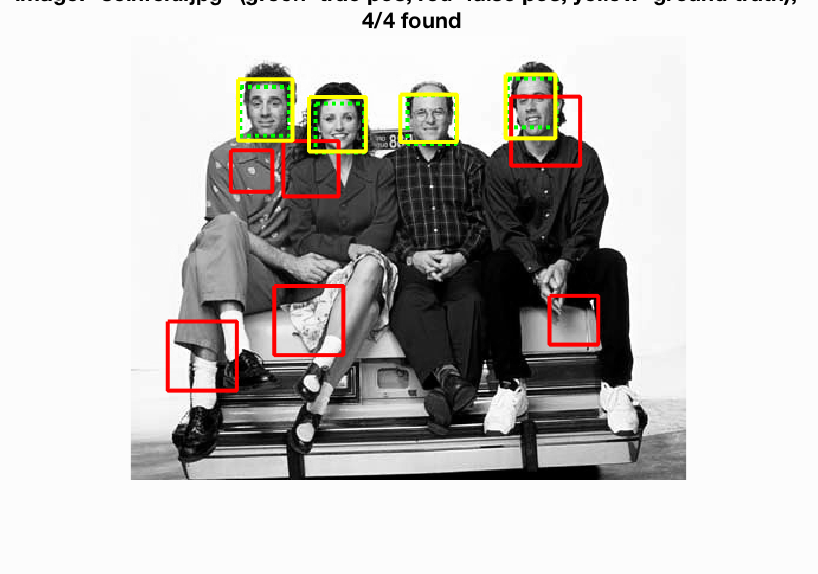 image: "seinfeld.jpg" (green=true pos, red=false pos, yellow=ground truth),
4/4 found